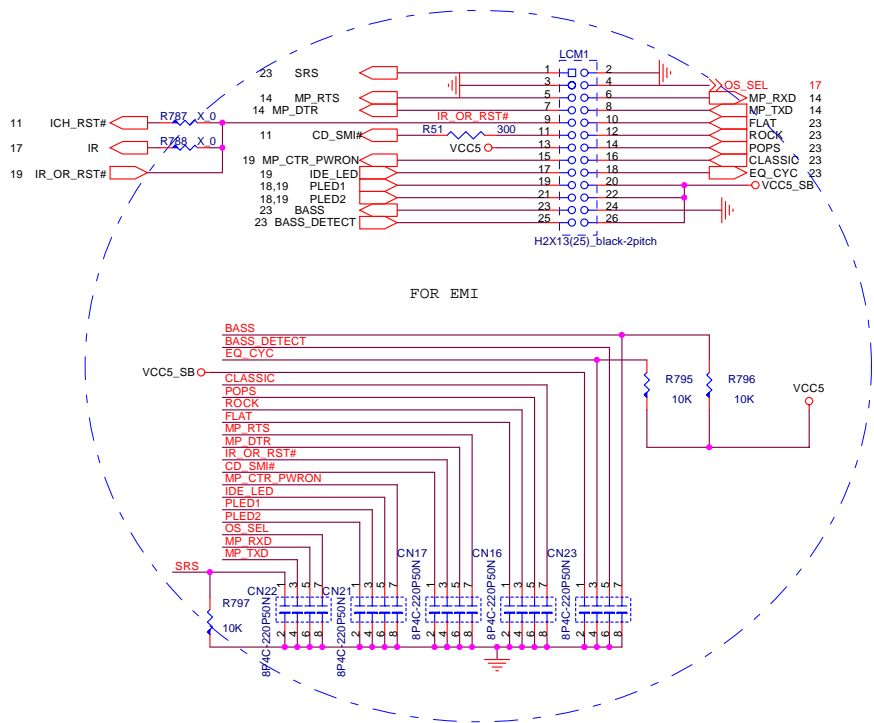 LCM1
23 SRS 1 2
3 4 OS_SEL 17
14 MP_RTS 5 6 MP_RXD 14
14 MP_DTR 7 8 MP_TXD 14
11 ICH_RST# R787 X_0 IR_OR_RST# 9 10 FLAT 23
11 CD_SMI# R51 300 11 12 ROCK 23
17 IR R788 X_0 VCC5 13 14 POPS 23
19 MP_CTR_PWRON 15 16 CLASSIC 23
19 IR_OR_RST# 19 IDE_LED 17 18 EQ_CYC 23
18,19 PLED1 19 20 VCC5_SB
18,19 PLED2 21 22
23 BASS 23 24
23 BASS_DETECT 25 26
H2X13(25)_black-2pitch
FOR EMI
BASS
BASS_DETECT
EQ_CYC
VCC5_SB
R795 R796 VCC5
10K 10K
CLASSIC
POPS
ROCK
FLAT
MP_RTS
MP_DTR
IR_OR_RST#
CD_SMI#
MP_CTR_PWRON
IDE_LED
PLED1
PLED2
OS_SEL
MP_RXD
MP_TXD
SRS
CN17 CN16 CN23
1 3 5 7 1 3 5 7 1 3 5 7 1 3 5 7 1 3 5 7
CN22 CN21
R797
10K
8P4C-220P50N 8P4C-220P50N 8P4C-220P50N 8P4C-220P50N 8P4C-220P50N
2 4 6 8 2 4 6 8 2 4 6 8 2 4 6 8 2 4 6 8